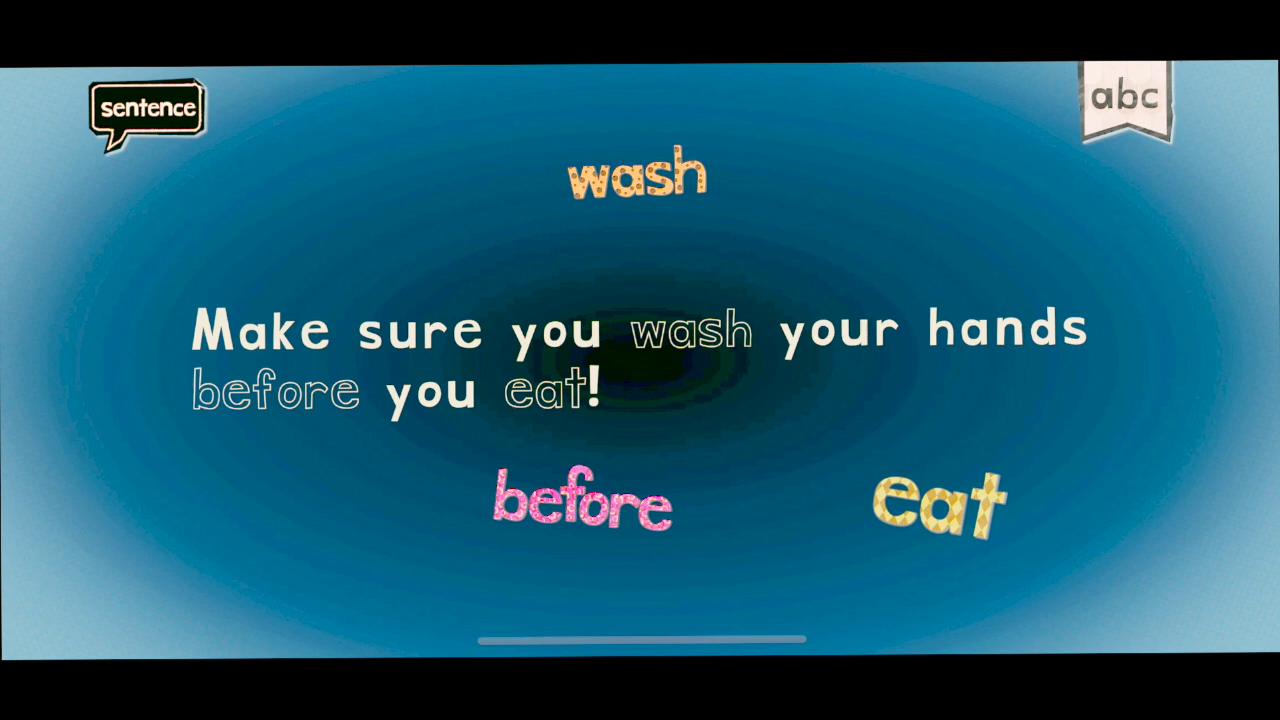 sentence
abc
wash
Make sure you wash your hands
before you eat!
before
eat